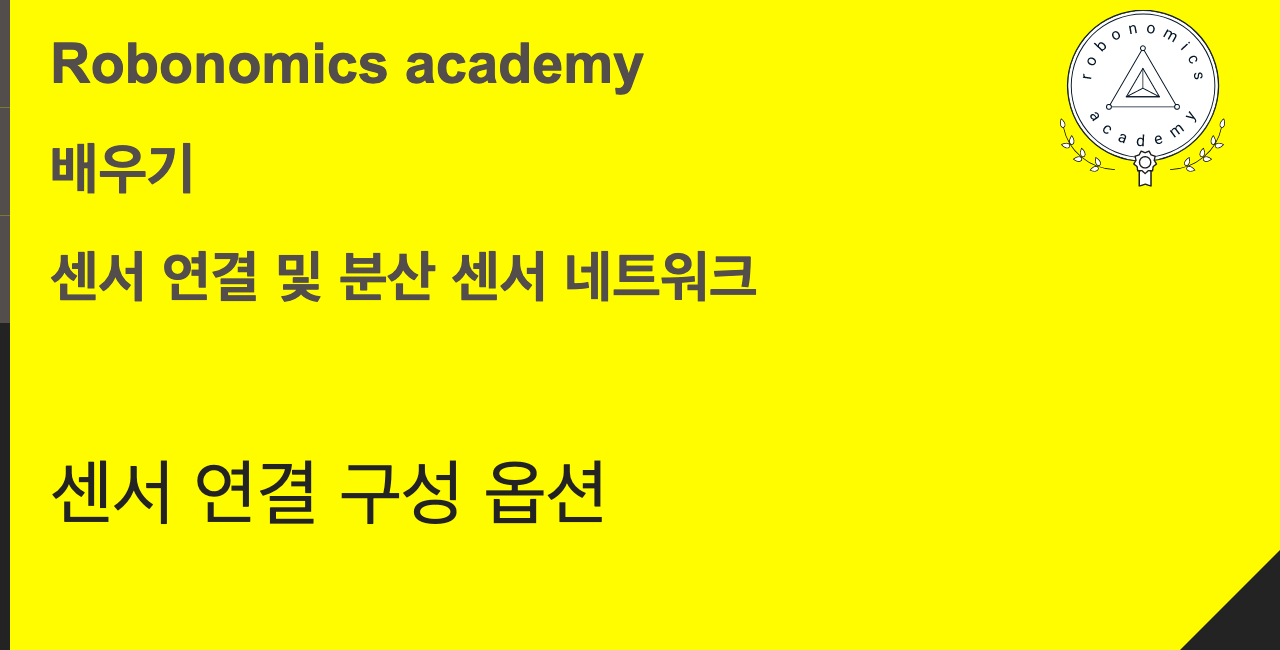 Robonomics academy
배우기
센서 연결 및 분산 센서 네트워크
센서 연결 구성 옵션
robonomics
academy